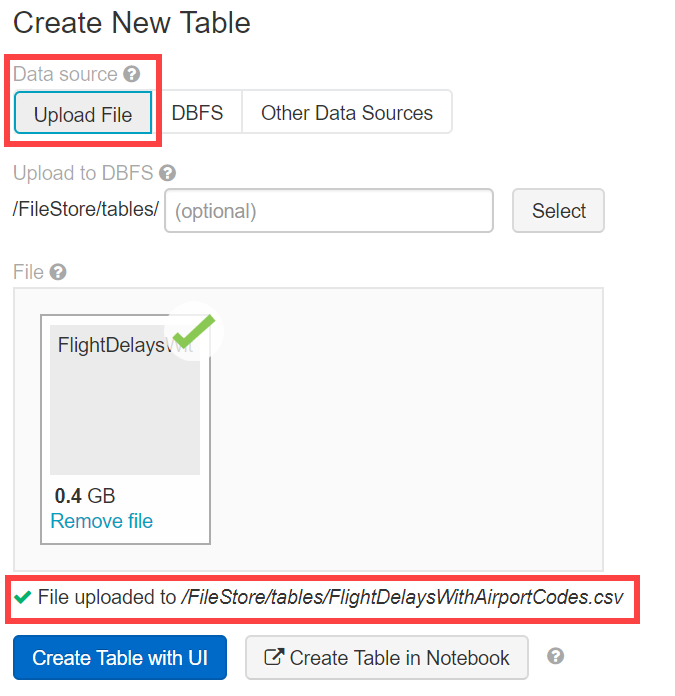 Create New Table
Data source ?
Upload File DBFS Other Data Sources
Upload to DBFS ?
/FileStore/tables/ (optional) Select
File ?
FlightDelaysWit
0.4 GB
Remove file
File uploaded to /FileStore/tables/FlightDelaysWithAirportCodes.csv
Create Table with UI Create Table in Notebook ?